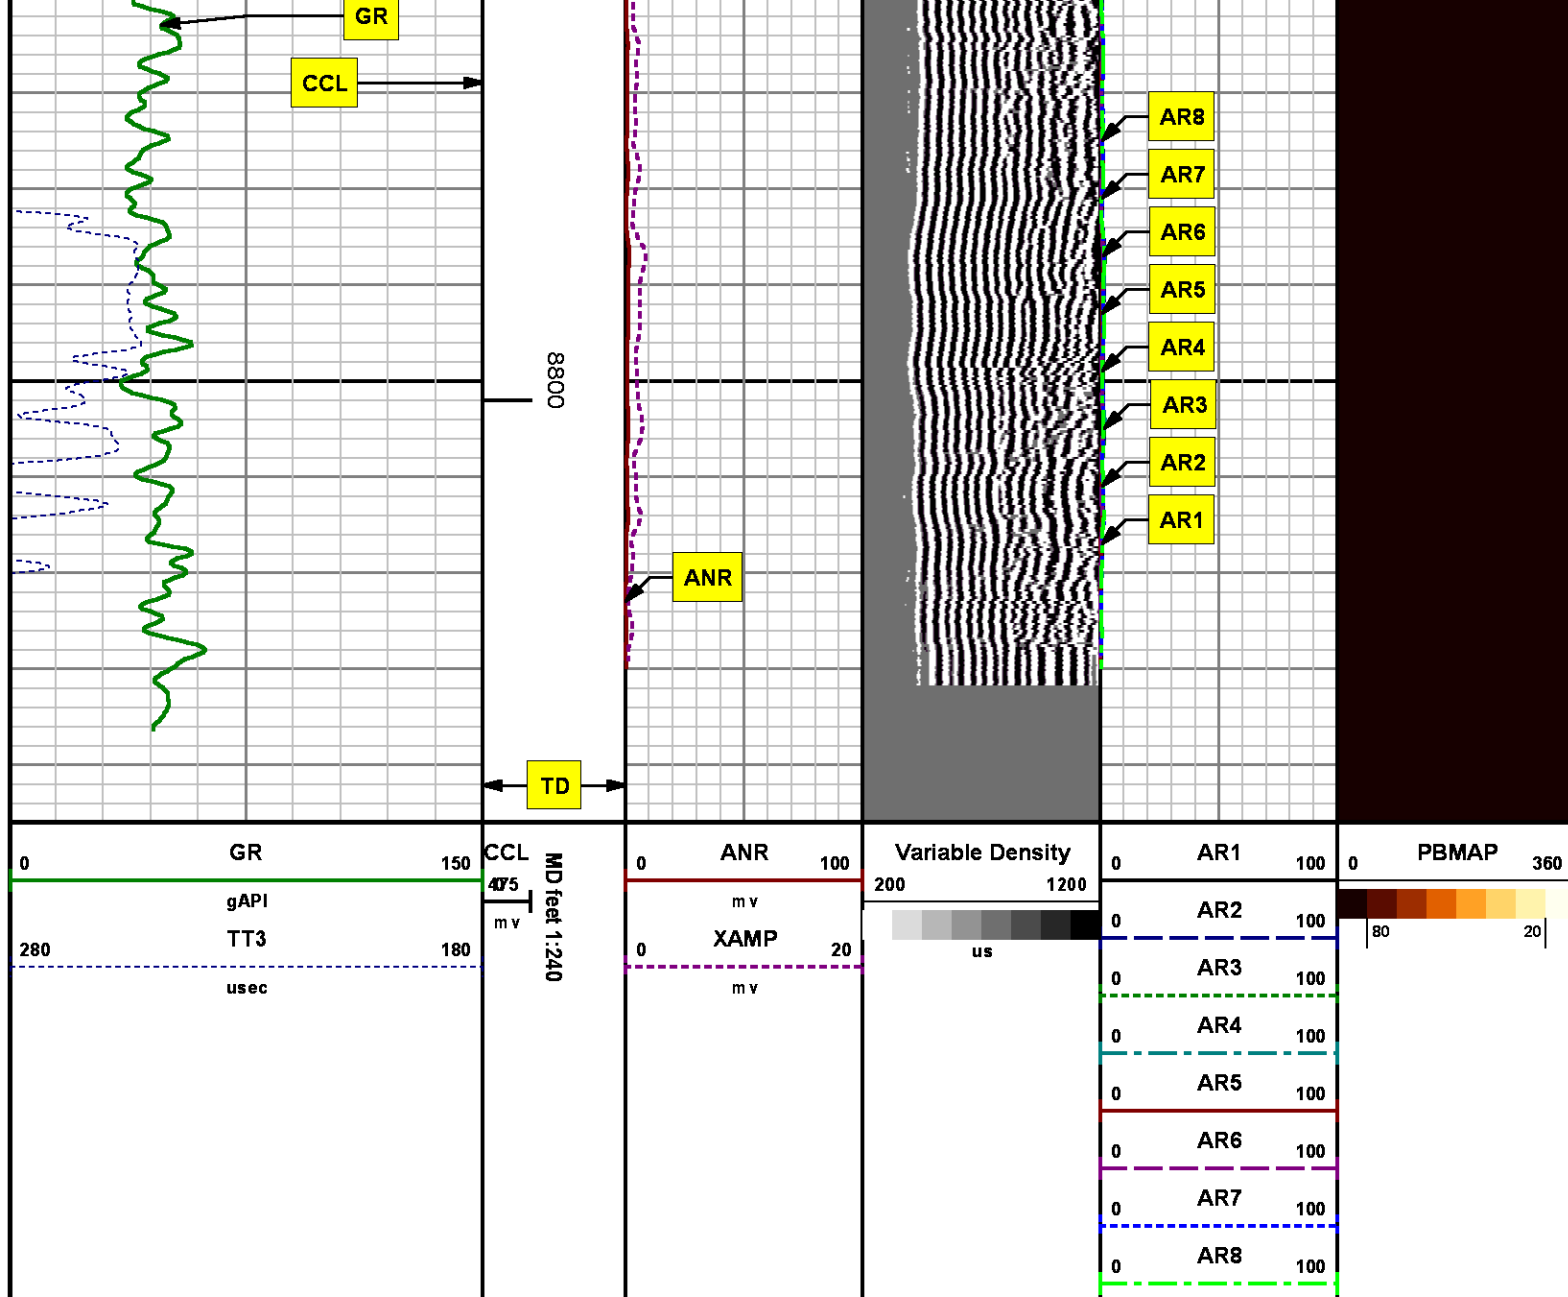 GR
CCL
AR8
AR7
AR6
AR5
8800
AR4
AR3
AR2
AR1
ANR
TD
0 GR 150
gAPI
280 TT3 180
usec
CCL
475
mv
MD feet 1:240
0 ANR 100
mv
0 XAMP 20
mv
Variable Density
200 1200
us
0 AR1 100
0 AR2 100
0 AR3 100
0 AR4 100
0 AR5 100
0 AR6 100
0 AR7 100
0 AR8 100
0 PBMAP 360
80 20